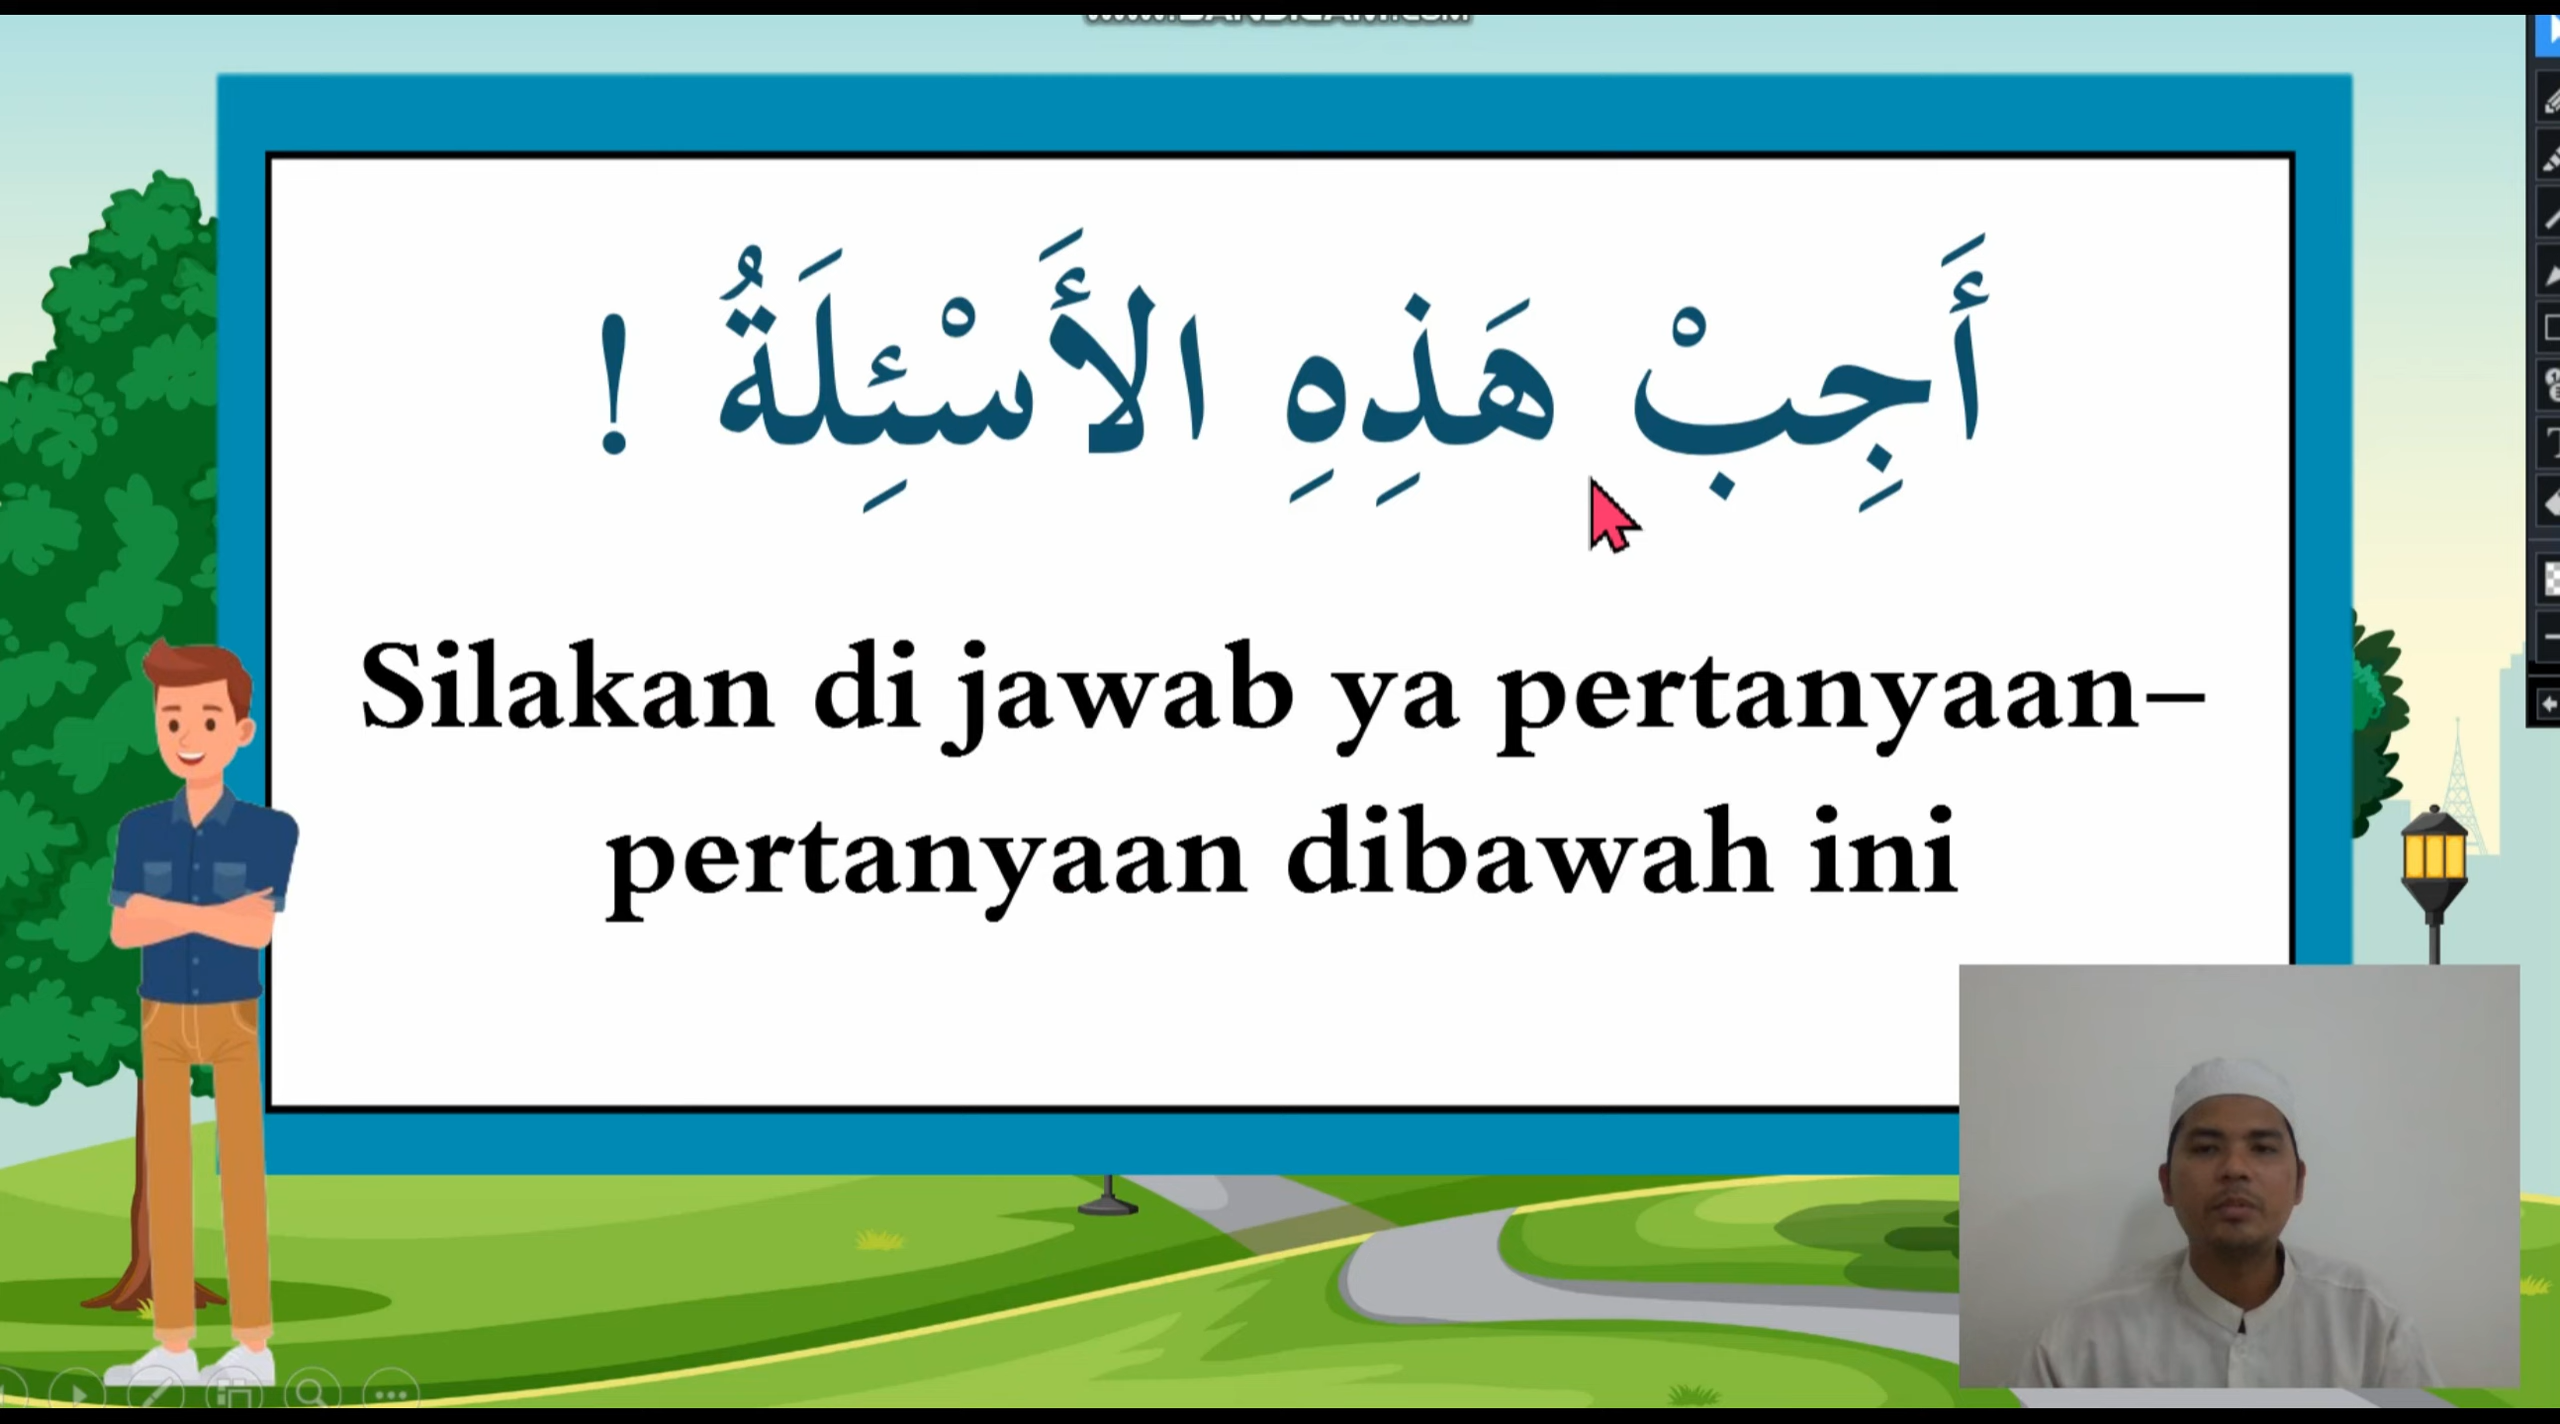 أَجِبْ هَذِهِ الأَسْئِلَةُ !
Silakan di jawab ya pertanyaan–
pertanyaan dibawah ini